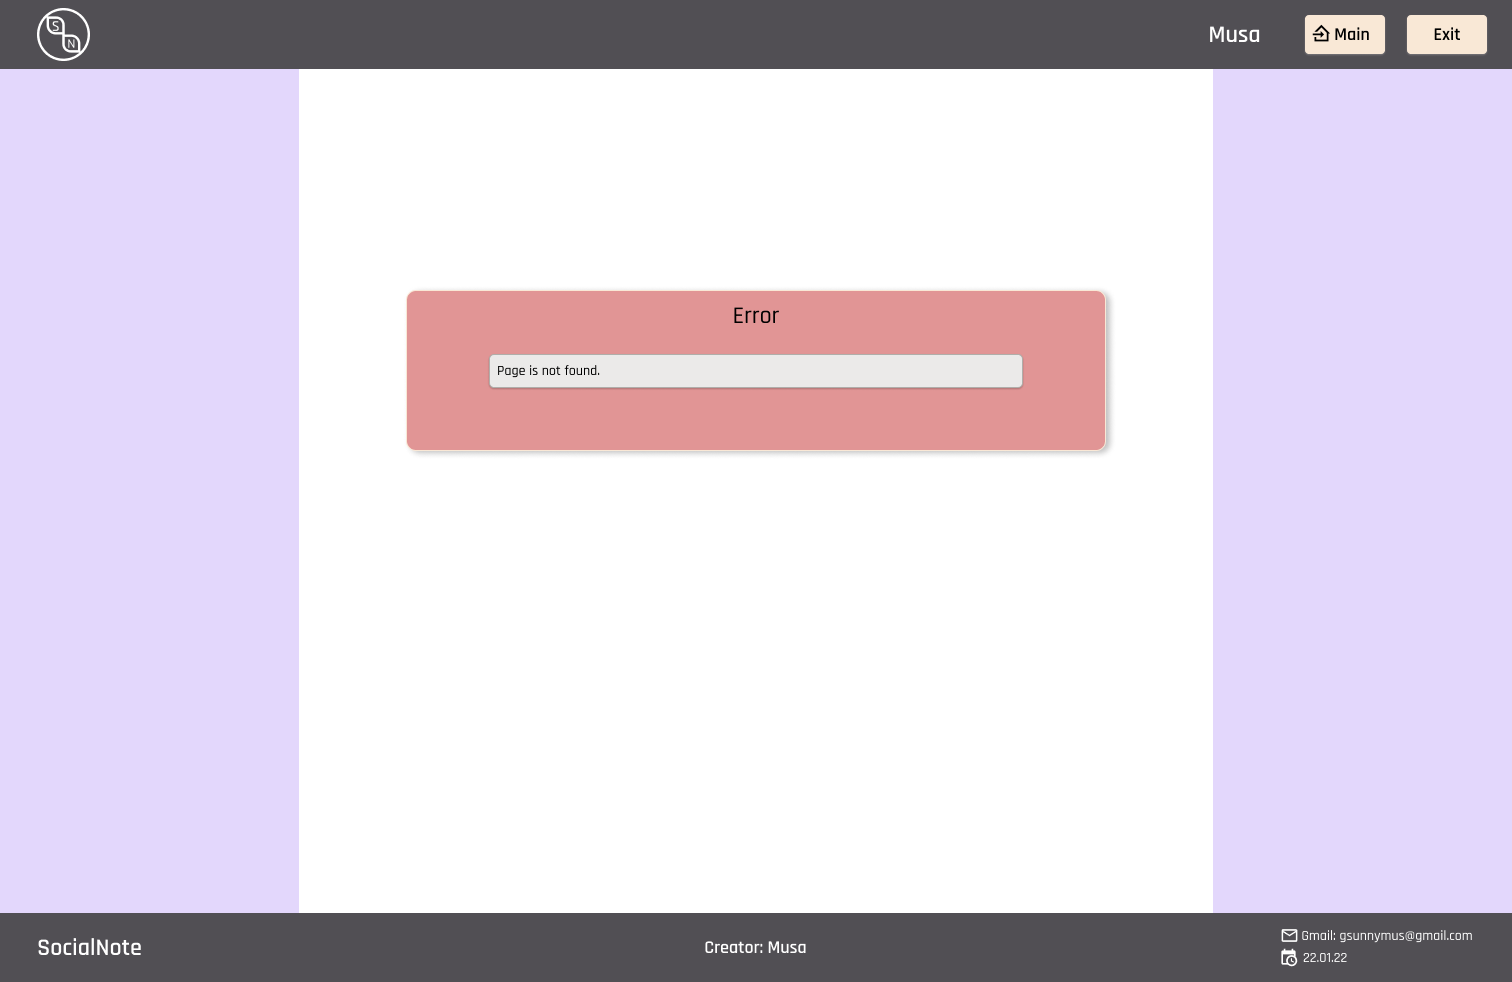 S
N
Musa
Main
Exit
Error
Page is not found.
SocialNote
Creator: Musa
Gmail: gsunnymus@gmail.com
22.01.22